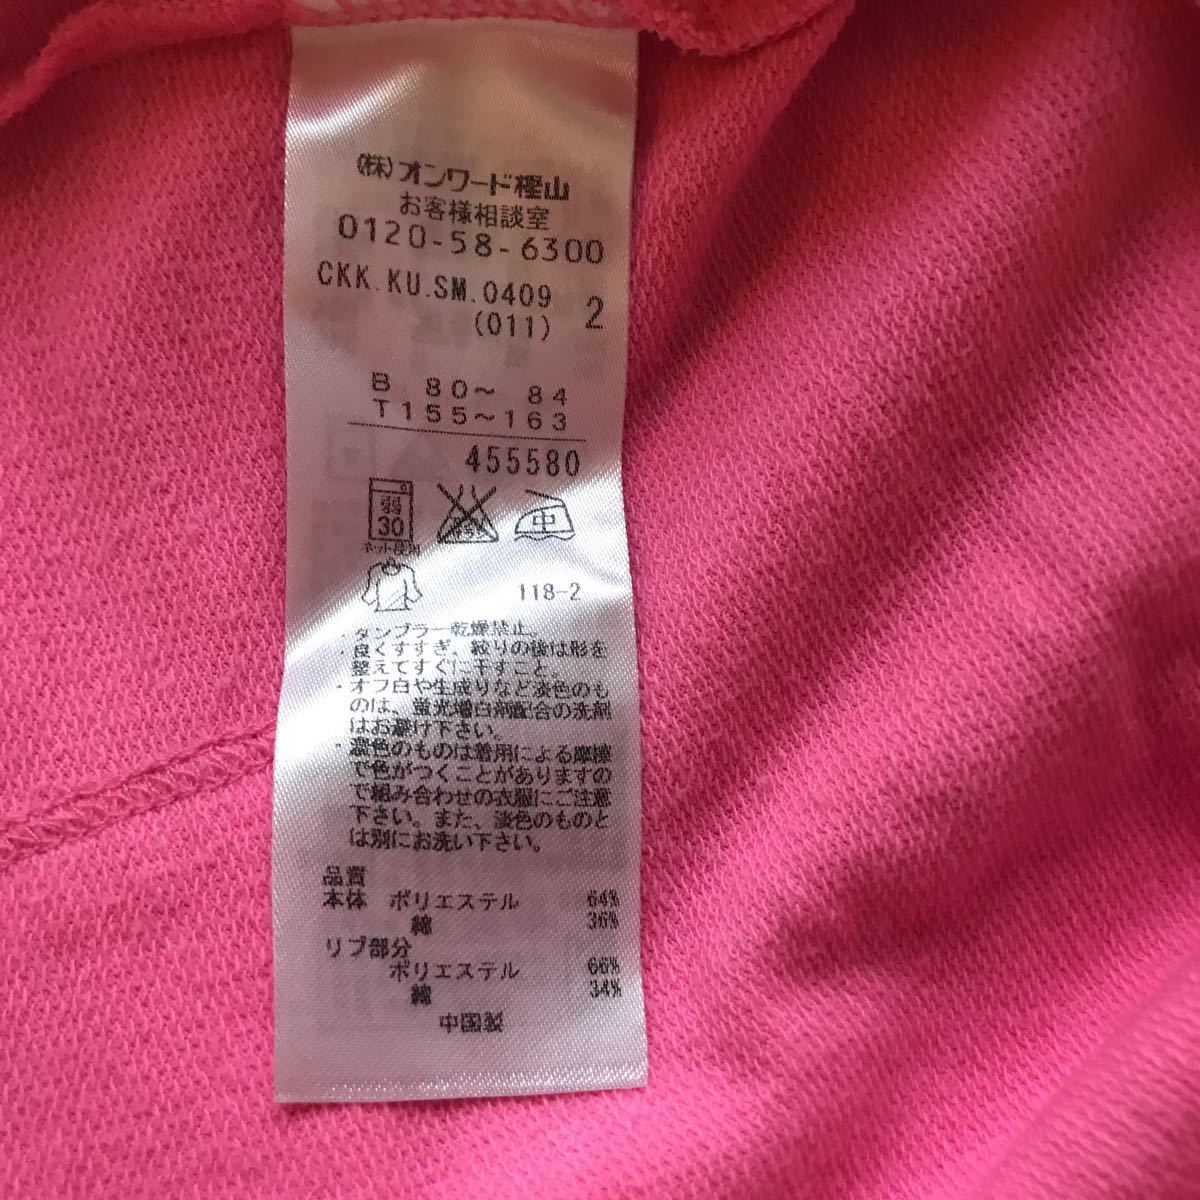 (株)オンワード樫山
お客様相談室
0120-58-6300
CKK.KU.SM.0409 2
(011)
B 80～ 84
T155～163
455580
弱
30
中
ネット使用
118-2
・タンブラー乾燥禁止。
・良くすすぎ、絞りの後は形を
整えてすぐに干すこと。
・オフ白や生成りなど淡色のも
のは、蛍光増白剤配合の洗剤
はお避け下さい。
・濃色のものは着用による摩擦
で色がつくことがありますの
で組み合わせの衣服にご注意
下さい。また、淡色のものと
は別にお洗い下さい。
品質
本体 ポリエステル 64%
綿 36%
リブ部分
ポリエステル 66%
綿 34%
中国製